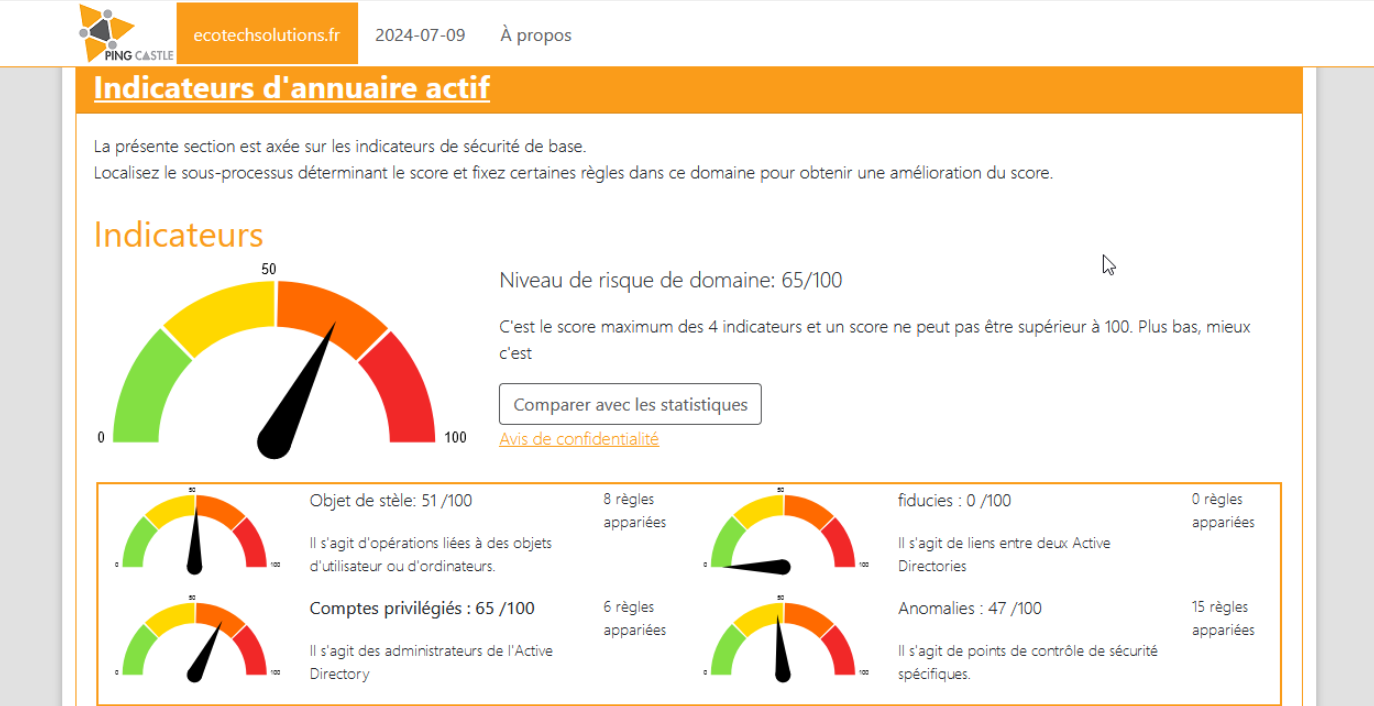 PING CASTLE
ecotechsolutions.fr
2024-07-09
À propos
Indicateurs d'annuaire actif
La présente section est axée sur les indicateurs de sécurité de base.
Localisez le sous-processus déterminant le score et fixez certaines règles dans ce domaine pour obtenir une amélioration du score.
Indicateurs
50
0
100
Niveau de risque de domaine: 65/100
C'est le score maximum des 4 indicateurs et un score ne peut pas être supérieur à 100. Plus bas, mieux
c'est
Comparer avec les statistiques
Avis de confidentialité
50
0
100
Objet de stèle: 51 /100
Il s'agit d'opérations liées à des objets
d'utilisateur ou d'ordinateurs.
8 règles
appariées
50
0
100
fiducies : 0 /100
Il s'agit de liens entre deux Active
Directories
0 règles
appariées
50
0
100
Comptes privilégiés : 65 /100
Il s'agit des administrateurs de l'Active
Directory
6 règles
appariées
50
0
100
Anomalies : 47 /100
Il s'agit de points de contrôle de sécurité
spécifiques.
15 règles
appariées